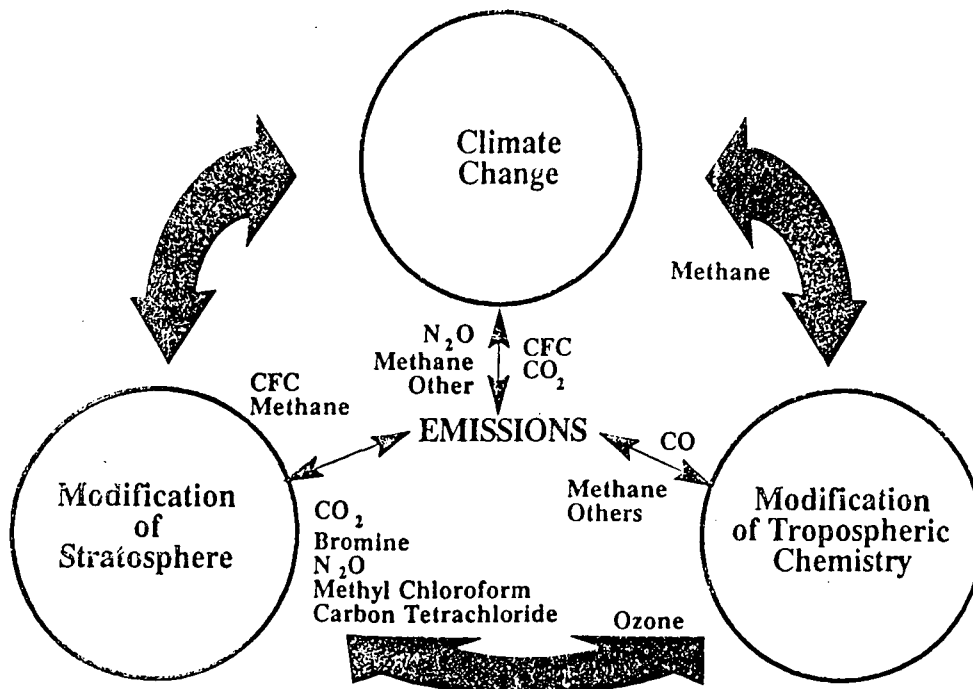 Climate
Change
Methane
N₂O
Methane
Other
CFC
CO₂
CFC
Methane
EMISSIONS
CO
Methane
Others
Modification
of
Stratosphere
CO₂
Bromine
N₂O
Methyl Chloroform
Carbon Tetrachloride
Modification
of Tropospheric
Chemistry
Ozone